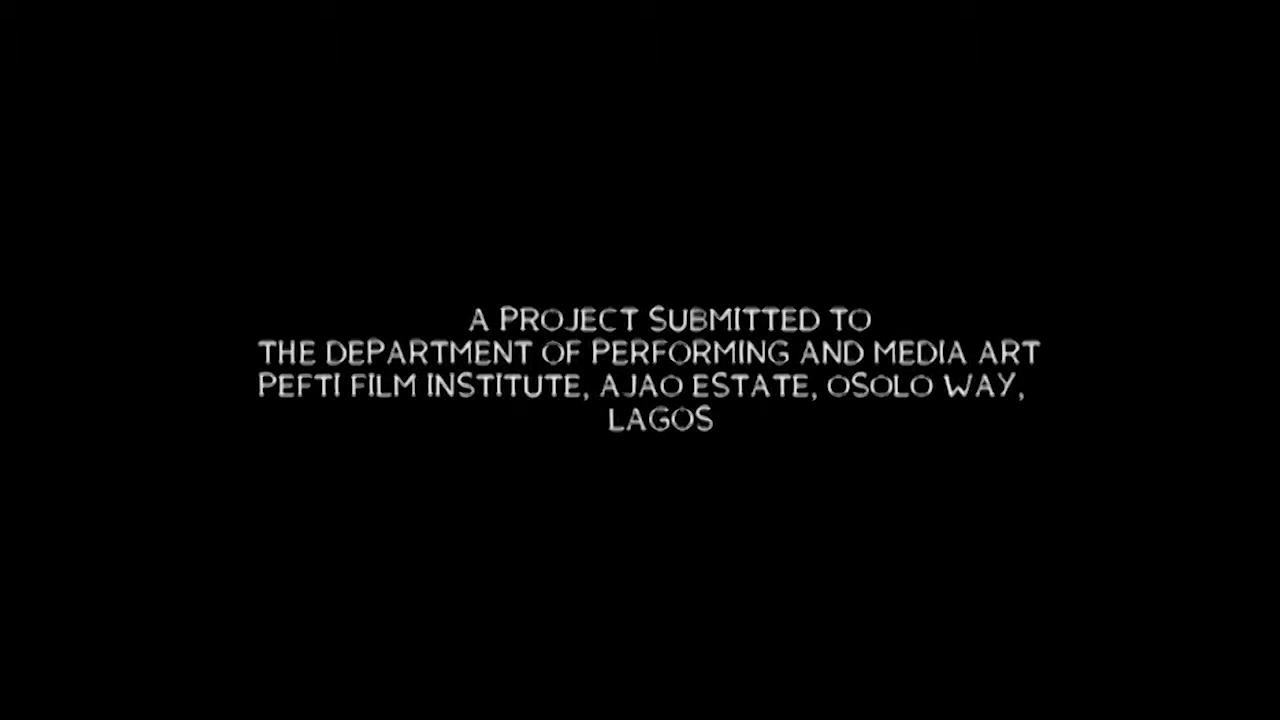 A PROJECT SUBMITTED TO
THE DEPARTMENT OF PERFORMING AND MEDIA ART
PEFTI FILM INSTITUTE, AJAO ESTATE, OSOLO WAY,
LAGOS